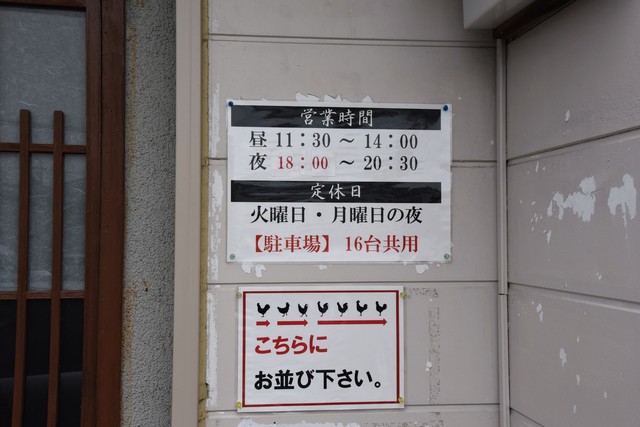 営業時間
昼 11：30 ～ 14：00
夜 18：00 ～ 20：30
定休日
火曜日・月曜日の夜
【駐車場】 16台共用
こちらに
お並び下さい。